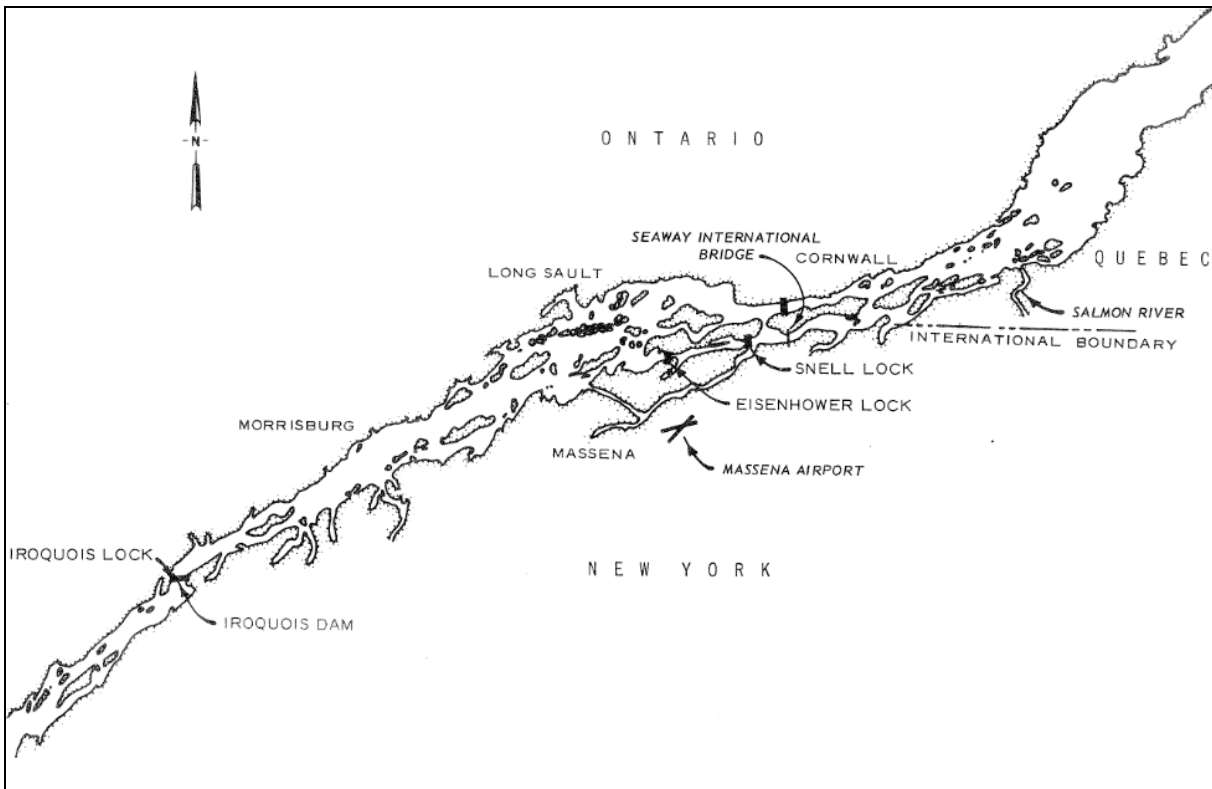 N
ONTARIO
SEAWAY INTERNATIONAL
BRIDGE
CORNWALL
LONG SAULT
QUEBEC
SALMON RIVER
INTERNATIONAL BOUNDARY
SNELL LOCK
EISENHOWER LOCK
MORRISBURG
MASSENA
MASSENA AIRPORT
IROQUOIS LOCK
NEW YORK
IROQUOIS DAM